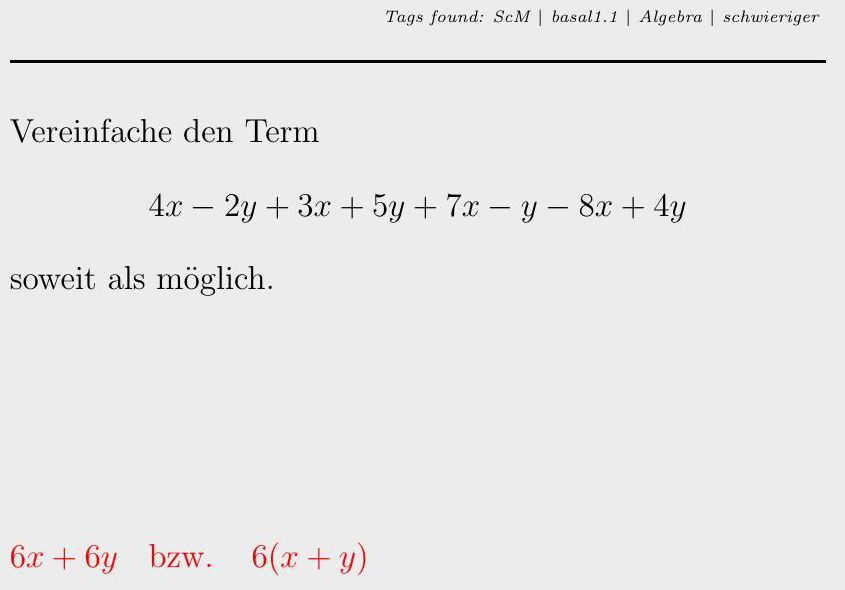 Tags found: ScM | basal1.1 | Algebra | schwieriger
Vereinfache den Term
4x − 2y + 3x + 5y + 7x − y − 8x + 4y
soweit als möglich.
6x + 6y bzw. 6(x + y)